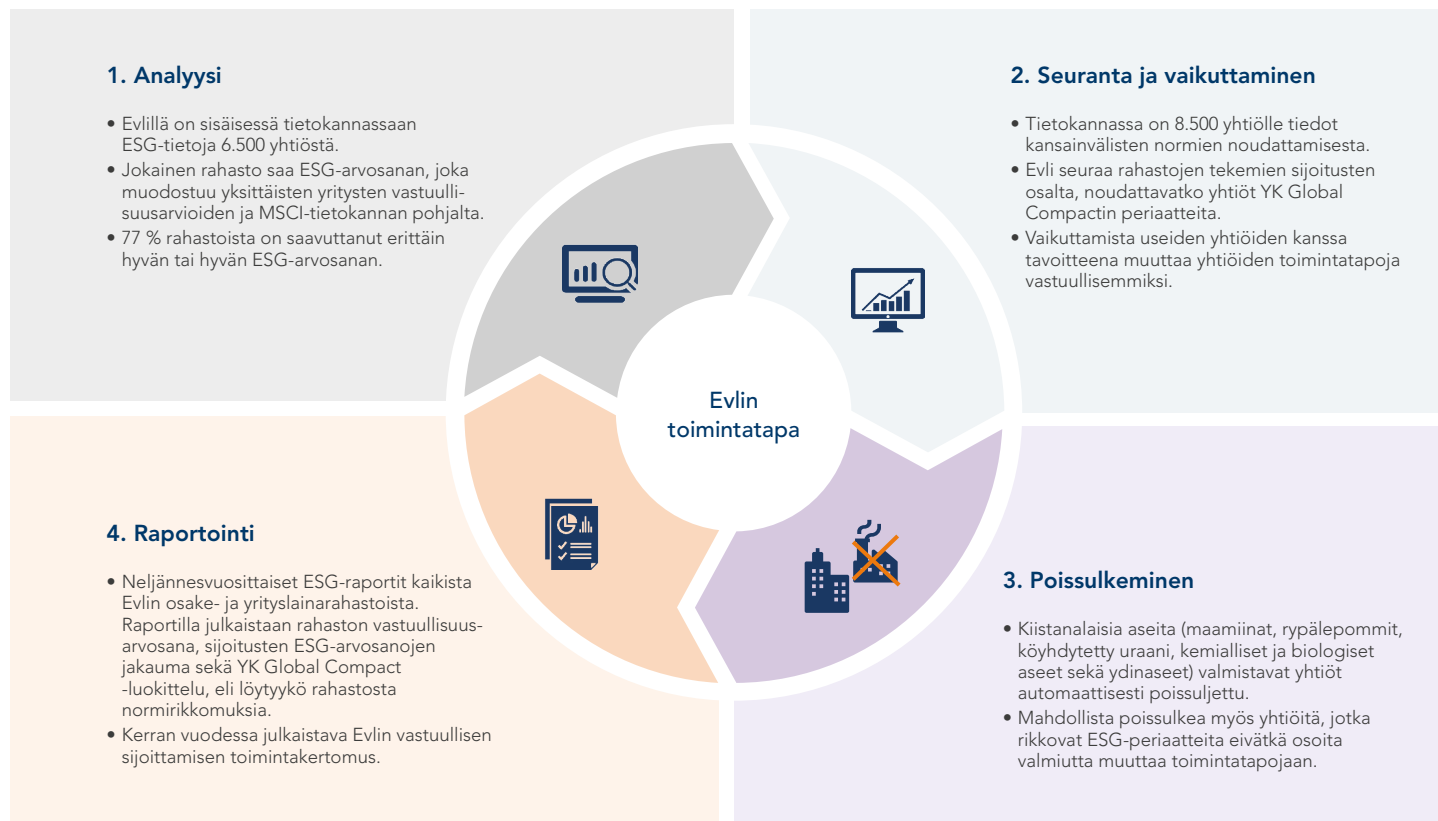 1. Analyysi
• Evlillä on sisäisessä tietokannassaan
ESG-tietoja 6.500 yhtiöstä.
• Jokainen rahasto saa ESG-arvosanan, joka
muodostuu yksittäisten yritysten vastuulli-
suusarvioiden ja MSCI-tietokannan pohjalta.
• 77 % rahastoista on saavuttanut erittäin
hyvän tai hyvän ESG-arvosanan.
2. Seuranta ja vaikuttaminen
• Tietokannassa on 8.500 yhtiölle tiedot
kansainvälisten normien noudattamisesta.
• Evli seuraa rahastojen tekemien sijoitusten
osalta, noudattavatko yhtiöt YK Global
Compactin periaatteita.
• Vaikuttamista useiden yhtiöiden kanssa
tavoitteena muuttaa yhtiöiden toimintatapoja
vastuullisemmiksi.
Evlin
toimintatapa
3. Poissulkeminen
• Kiistanalaisia aseita (maamiinat, rypälepommit,
köyhdytetty uraani, kemialliset ja biologiset
aseet sekä ydinaseet) valmistavat yhtiöt
automaattisesti poissuljettu.
• Mahdollista poissulkea myös yhtiöitä, jotka
rikkovat ESG-periaatteita eivätkä osoita
valmiutta muuttaa toimintatapojaan.
4. Raportointi
• Neljännesvuosittaiset ESG-raportit kaikista
Evlin osake- ja yrityslainarahastoista.
Raportilla julkaistaan rahaston vastuullisuus-
arvosana, sijoitusten ESG-arvosanojen
jakauma sekä YK Global Compact
-luokittelu, eli löytyykö rahastosta
normirikkomuksia.
• Kerran vuodessa julkaistava Evlin vastuullisen
sijoittamisen toimintakertomus.